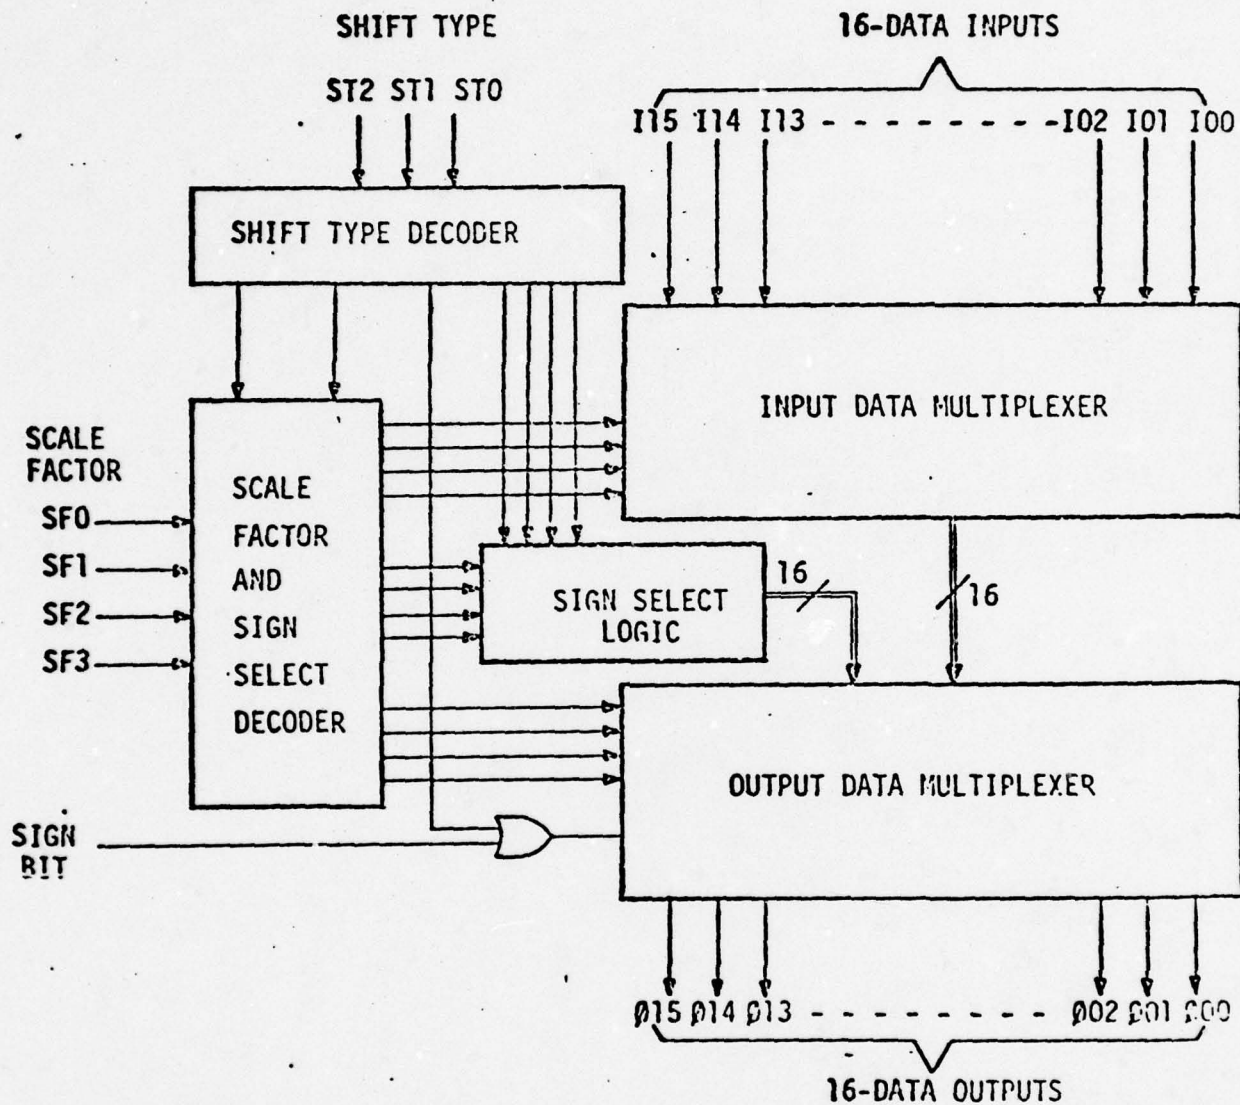 SHIFT TYPE
16-DATA INPUTS
ST2 ST1 ST0
I15 I14 I13 - - - - - - - - - I02 I01 I00
SHIFT TYPE DECODER
INPUT DATA MULTIPLEXER
SCALE
FACTOR
SF0
SF1
SF2
SF3
SCALE
FACTOR
AND
SIGN
SELECT
DECODER
SIGN SELECT
LOGIC
16
16
OUTPUT DATA MULTIPLEXER
SIGN
BIT
Ø15 Ø14 Ø13 - - - - - - - - - Ø02 Ø01 Ø00
16-DATA OUTPUTS